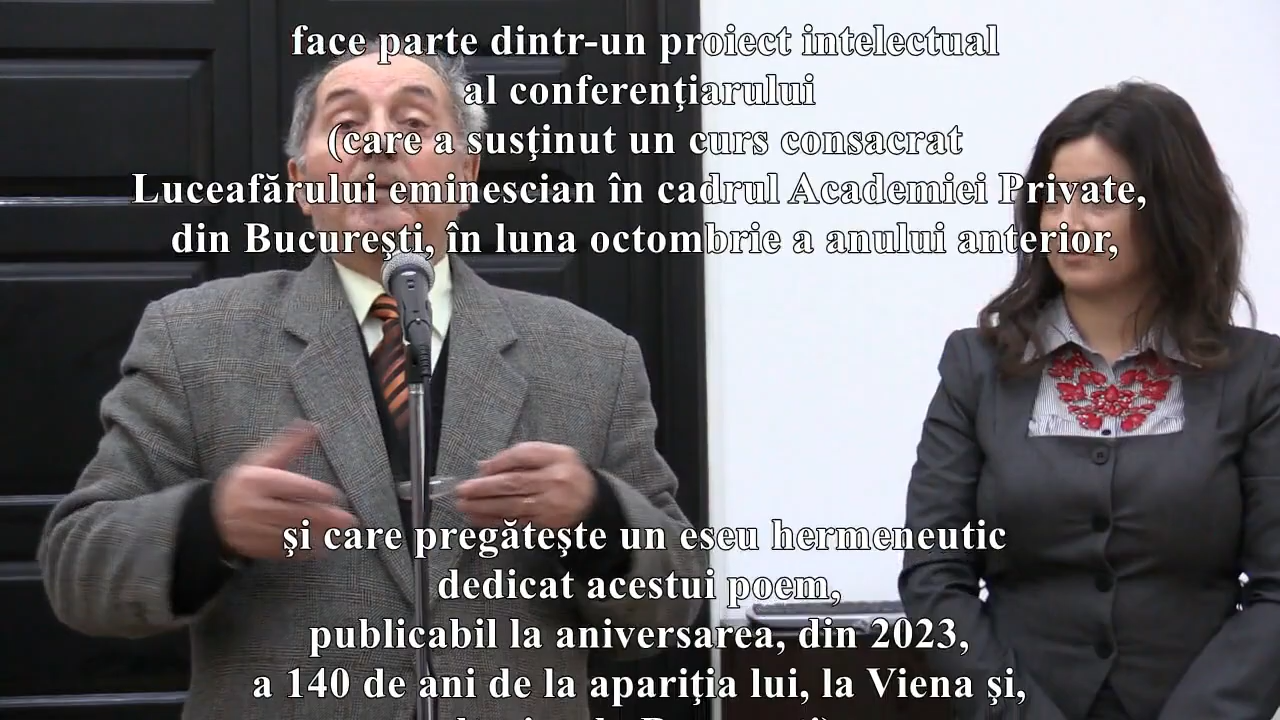 face parte dintr-un proiect intelectual
al conferenţiarului
(care a susţinut un curs consacrat
Luceafărului eminescian în cadrul Academiei Private,
din Bucureşti, în luna octombrie a anului anterior,
şi care pregăteşte un eseu hermeneutic
dedicat acestui poem,
publicabil la aniversarea, din 2023,
a 140 de ani de la apariţia lui, la Viena şi,